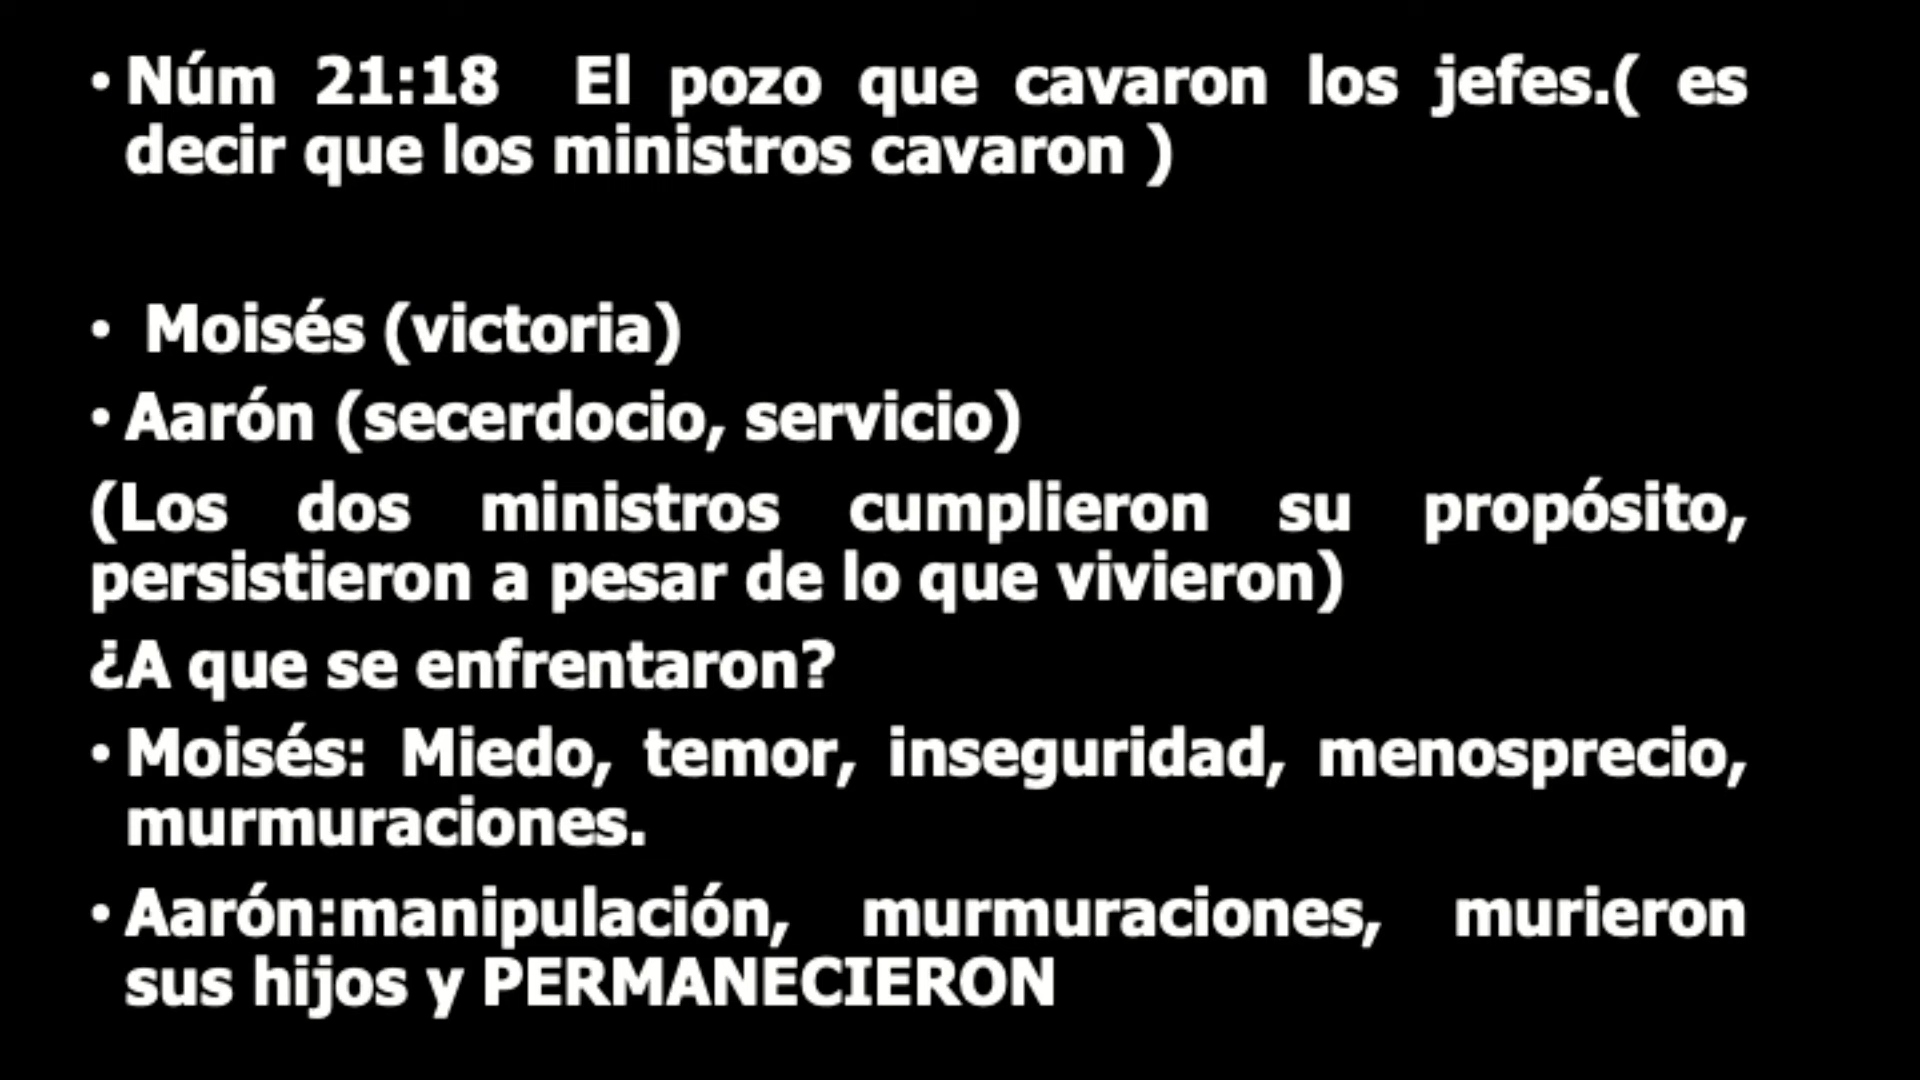 • Núm 21:18 El pozo que cavaron los jefes.( es
decir que los ministros cavaron )
• Moisés (victoria)
• Aarón (secerdocio, servicio)
(Los dos ministros cumplieron su propósito,
persistieron a pesar de lo que vivieron)
¿A que se enfrentaron?
• Moisés: Miedo, temor, inseguridad, menosprecio,
murmuraciones.
• Aarón:manipulación, murmuraciones, murieron
sus hijos y PERMANECIERON